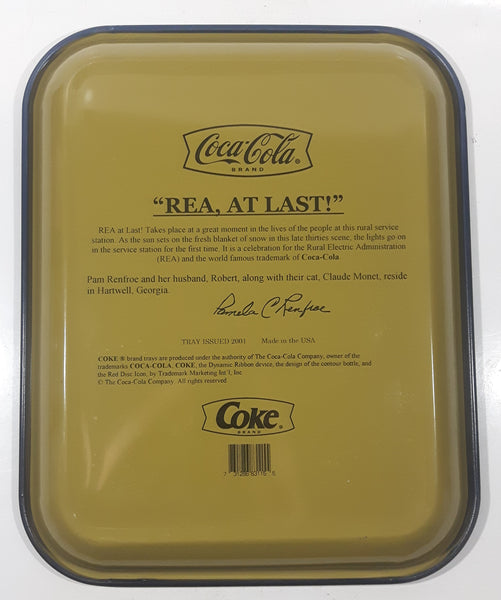 Coca-Cola®
BRAND
“REA, AT LAST!”
REA at Last! Takes place at a great moment in the lives of the people at this rural service
station. As the sun sets on the fresh blanket of snow in this late thirties scene, the lights go on
in the service station for the first time. It is a celebration for the Rural Electric Administration
(REA) and the world famous trademark of Coca-Cola.
Pam Renfroe and her husband, Robert, along with their cat, Claude Monet, reside
in Hartwell, Georgia.
Pamela C Renfroe
TRAY ISSUED 2001 Made in the USA
COKE ® brand trays are produced under the authority of The Coca-Cola Company, owner of the
trademarks COCA-COLA, COKE, the Dynamic Ribbon device, the design of the contour bottle, and
the Red Disc Icon, by Trademark Marketing Int'l, Inc
© The Coca-Cola Company. All rights reserved
Coke®
BRAND